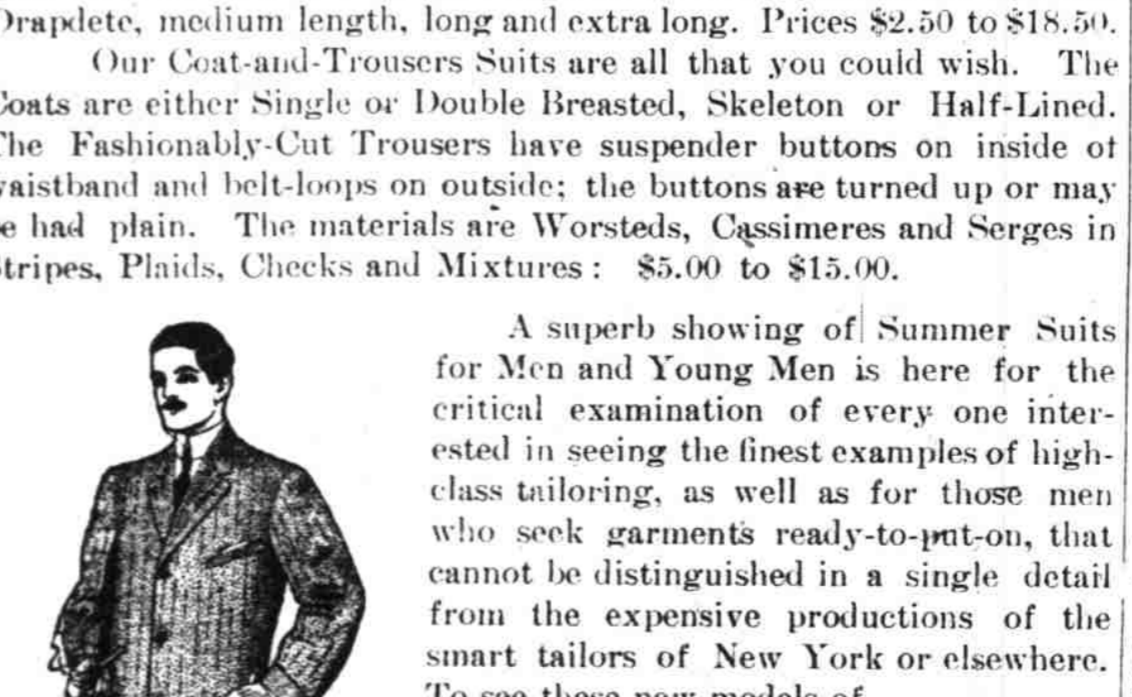 Drapdete, medium length, long and extra long. Prices $2.50 to $18.50.
Our Coat-and-Trousers Suits are all that you could wish. The
Coats are either Single or Double Breasted, Skeleton or Half-Lined.
The Fashionably-Cut Trousers have suspender buttons on inside of
waistband and belt-loops on outside; the buttons are turned up or may
be had plain. The materials are Worsteds, Cassimeres and Serges in
Stripes, Plaids, Checks and Mixtures: $5.00 to $15.00.
A superb showing of Summer Suits
for Men and Young Men is here for the
critical examination of every one inter-
ested in seeing the finest examples of high-
class tailoring, as well as for those men
who seek garments ready-to-put-on, that
cannot be distinguished in a single detail
from the expensive productions of the
smart tailors of New York or elsewhere.
To see these new models of